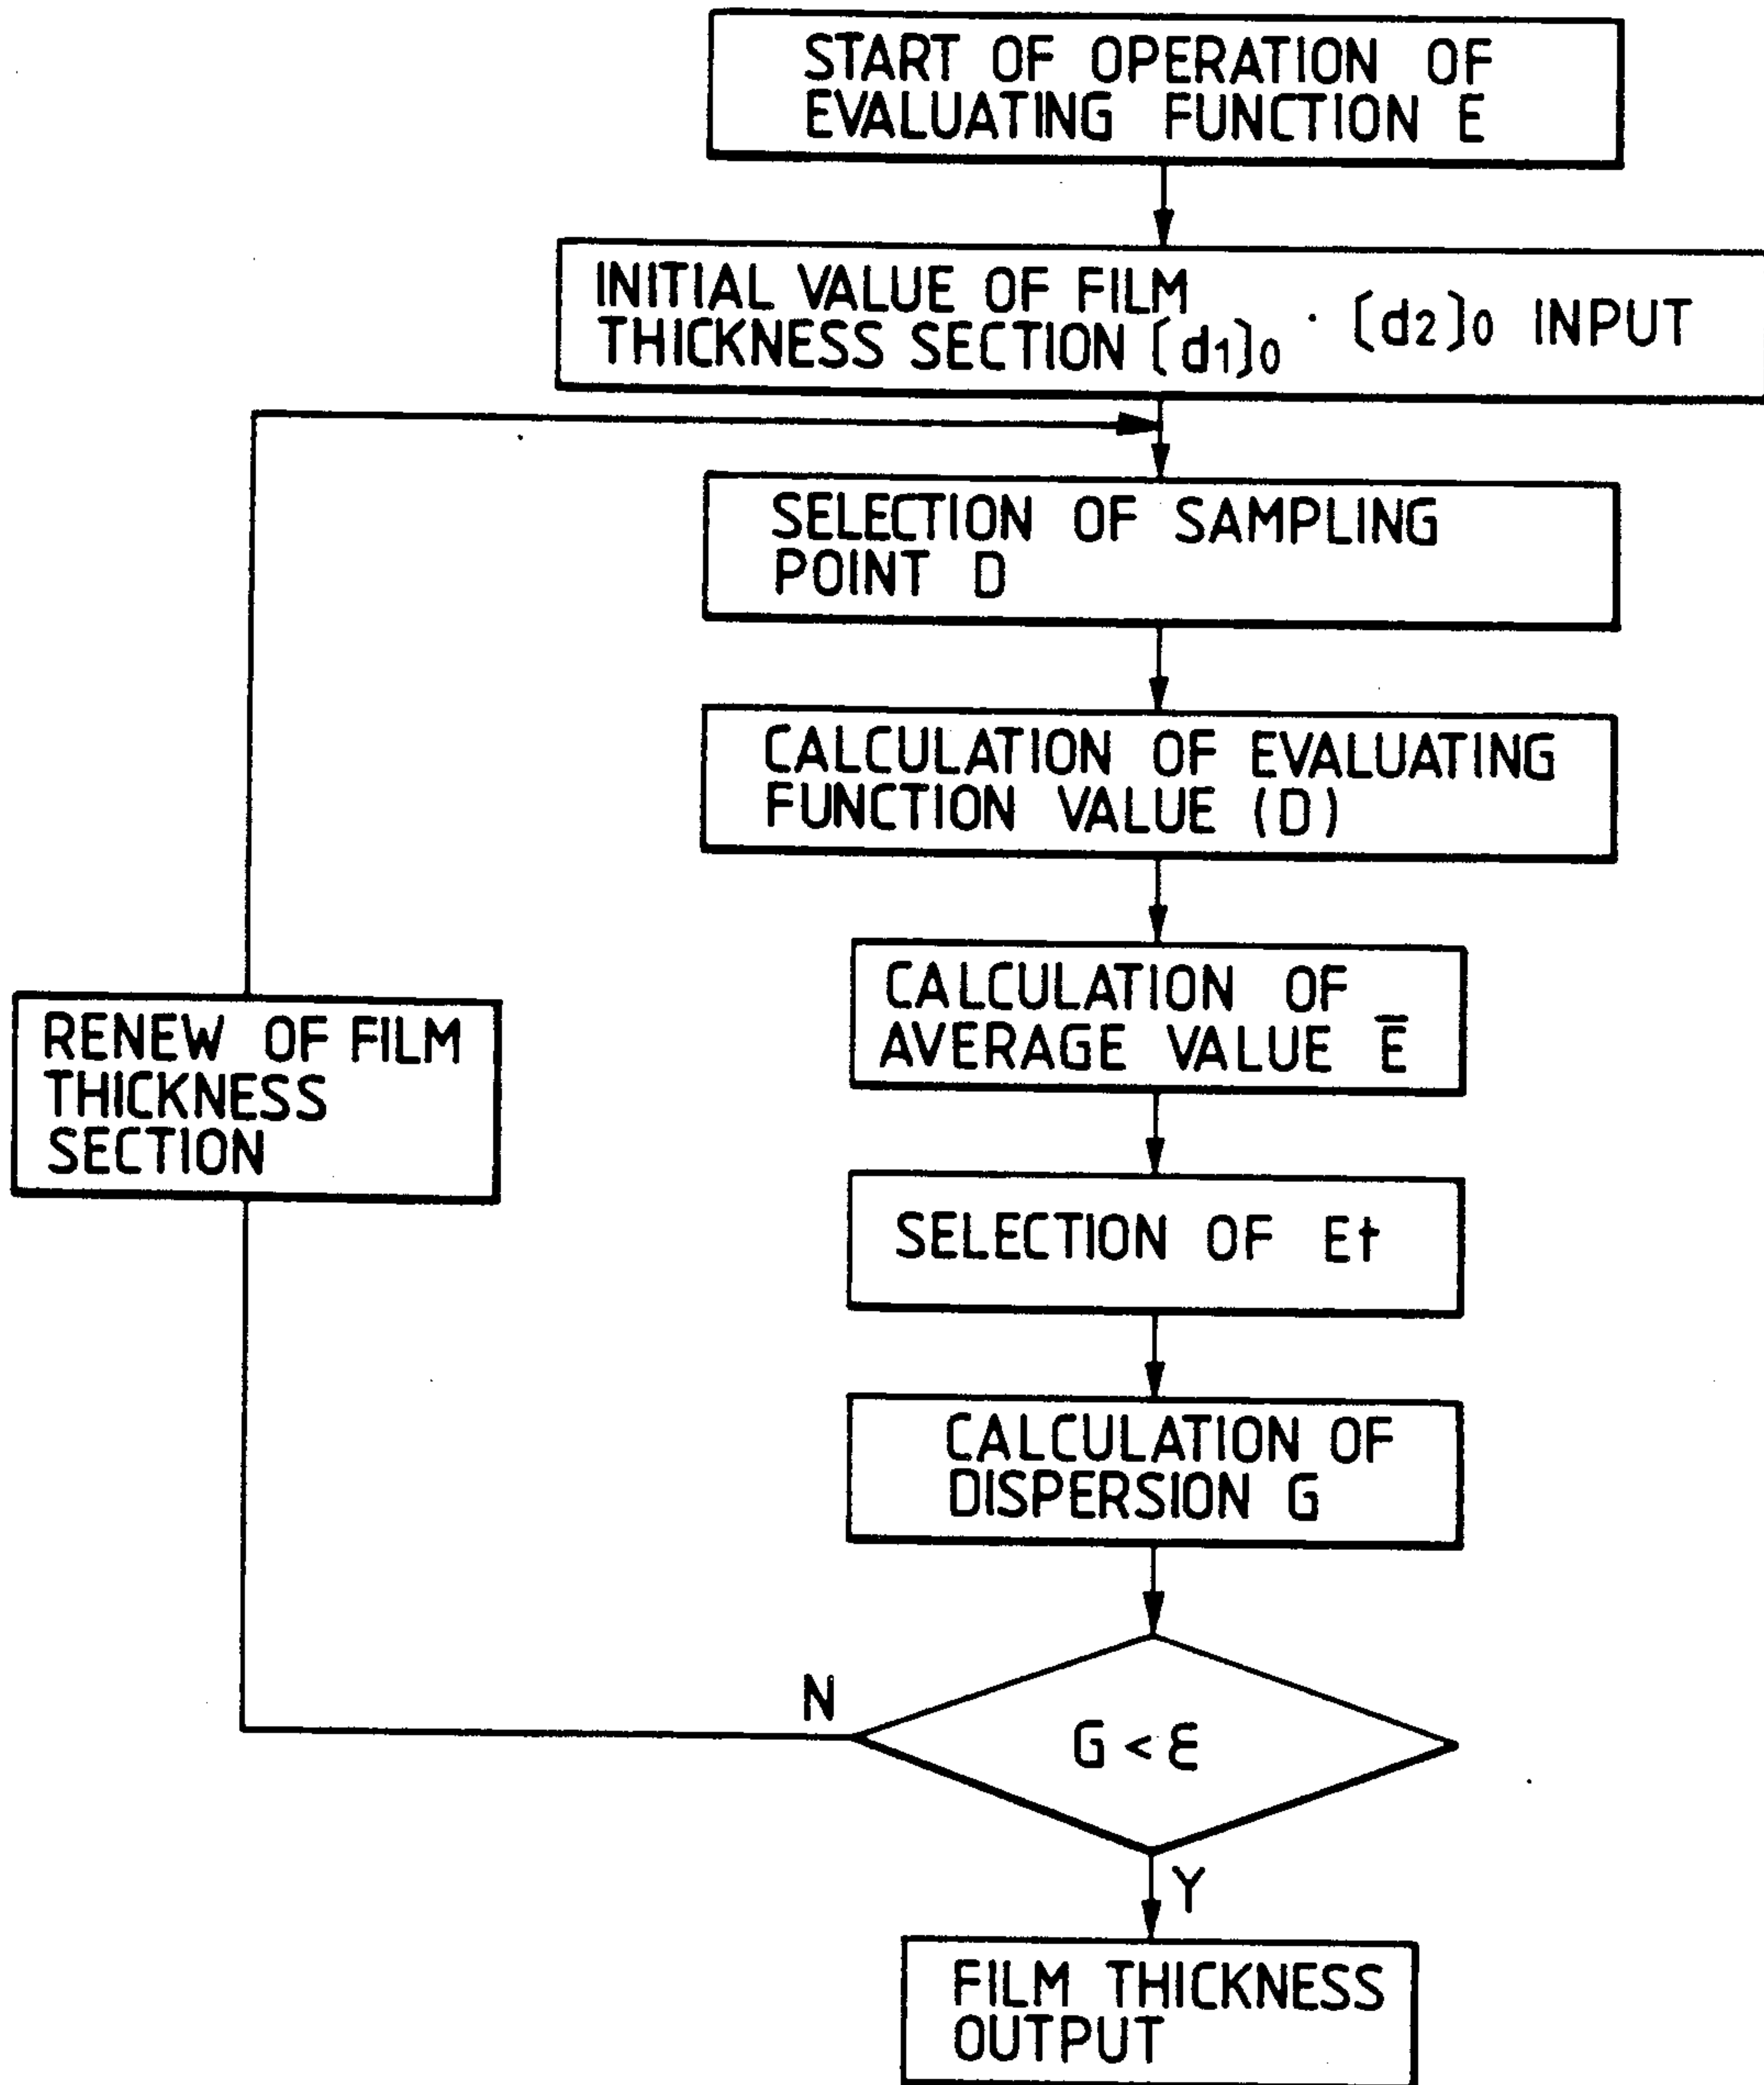 START OF OPERATION OF
EVALUATING FUNCTION E
INITIAL VALUE OF FILM
THICKNESS SECTION [d1]0 · [d2]0 INPUT
SELECTION OF SAMPLING
POINT D
CALCULATION OF EVALUATING
FUNCTION VALUE (D)
CALCULATION OF
AVERAGE VALUE E̅
RENEW OF FILM
THICKNESS
SECTION
SELECTION OF Et
CALCULATION OF
DISPERSION G
N
G < ε
Y
FILM THICKNESS
OUTPUT